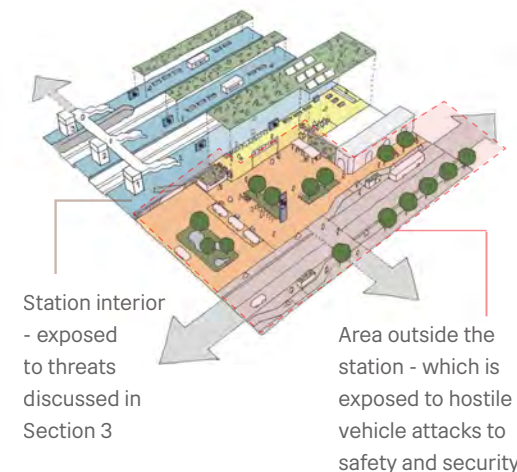 Station interior
- exposed
to threats
discussed in
Section 3
Area outside the
station - which is
exposed to hostile
vehicle attacks to
safety and security